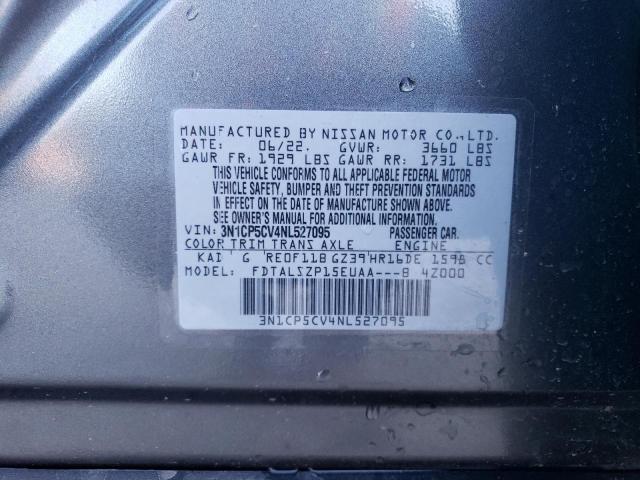 MANUFACTURED BY NISSAN MOTOR CO.,LTD.
DATE: 06/22. GVWR: 3660 LBS
GAWR FR: 1929 LBS GAWR RR: 1731 LBS
THIS VEHICLE CONFORMS TO ALL APPLICABLE FEDERAL MOTOR
VEHICLE SAFETY, BUMPER AND THEFT PREVENTION STANDARDS
IN EFFECT ON THE DATE OF MANUFACTURE SHOWN ABOVE.
SEE OWNER'S MANUAL FOR ADDITIONAL INFORMATION.
VIN: 3N1CP5CV4NL527095 PASSENGER CAR.
COLOR TRIM TRANS AXLE ENGINE
KAD G RE0F11B GZ39 HR16DE 1598 CC
MODEL: FDTALSZP15EUAA---8 4Z000
3N1CP5CV4NL527095